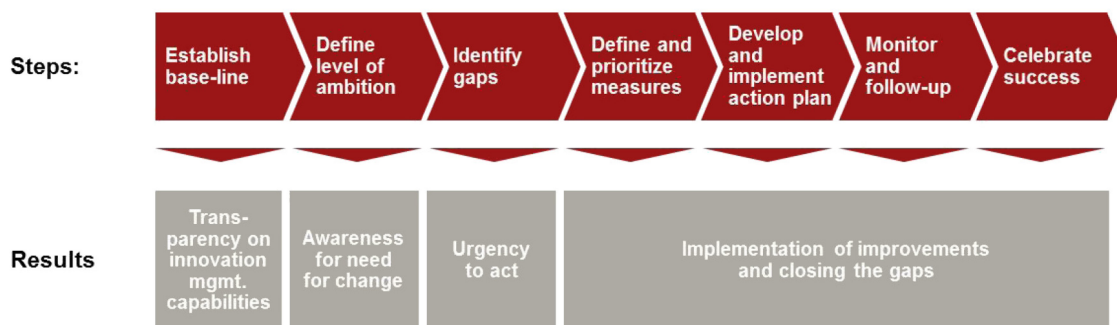 Steps:
Establish
base-line
Define
level of
ambition
Identify
gaps
Define and
prioritize
measures
Develop
and
implement
action plan
Monitor
and
follow-up
Celebrate
success
Results
Trans-
parency on
innovation
mgmt.
capabilities
Awareness
for need
for change
Urgency
to act
Implementation of improvements
and closing the gaps